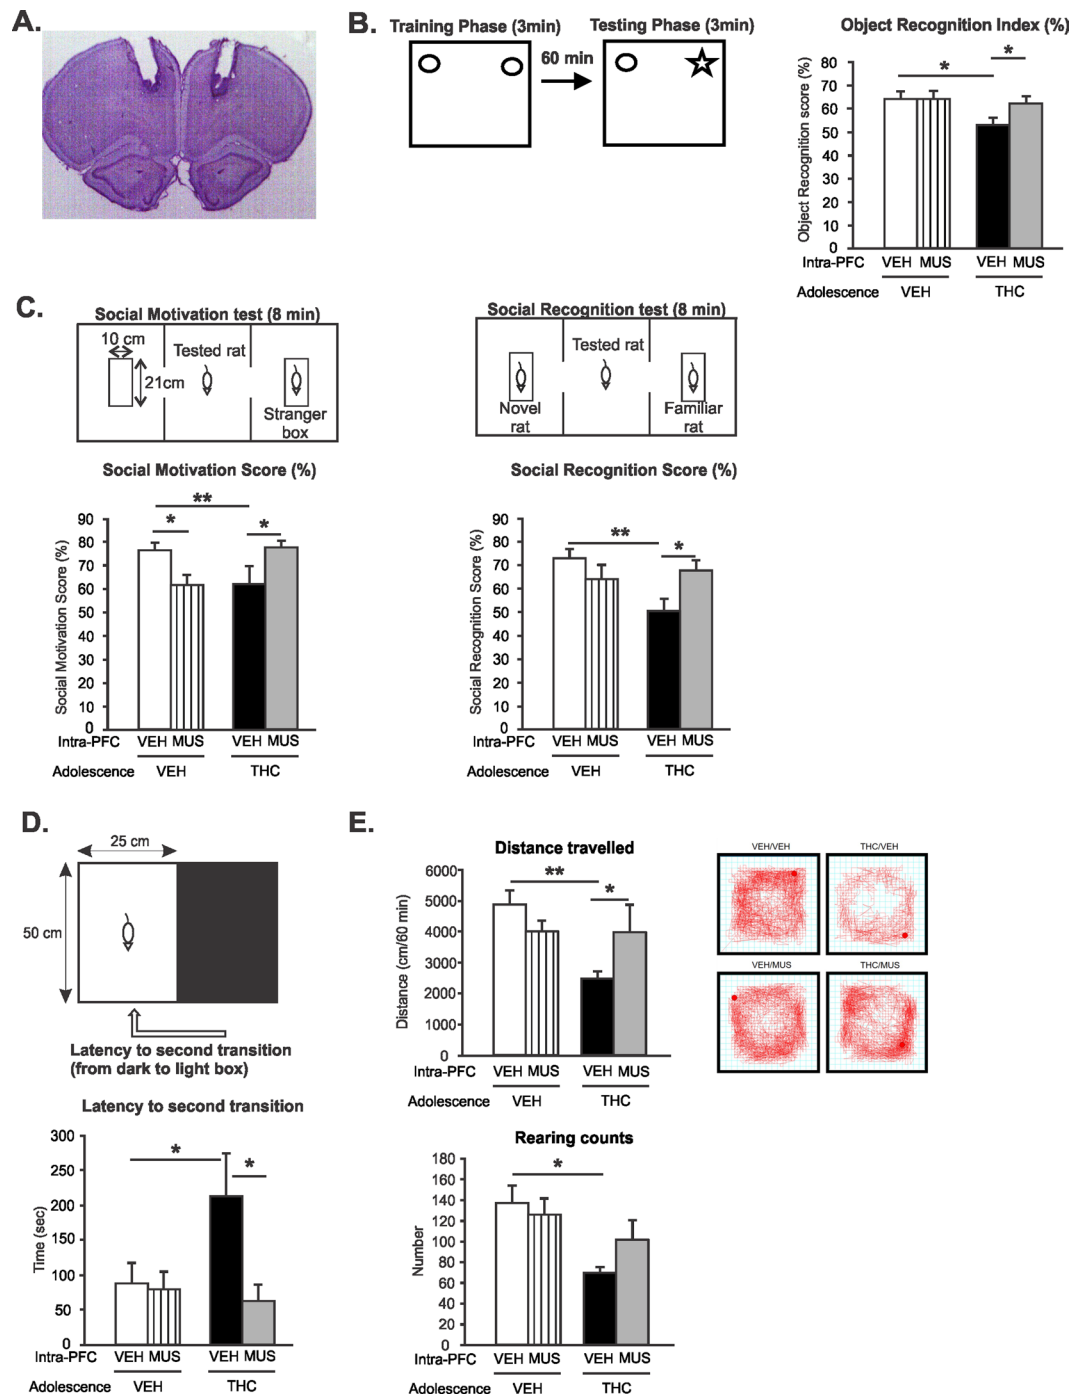 A.
B.
Training Phase (3min)
60 min
Testing Phase (3min)
Object Recognition Index (%)
Object Recognition score (%)
80
70
60
50
40
30
20
10
0
*
*
Intra-PFC VEH MUS VEH MUS
Adolescence VEH THC
C.
Social Motivation test (8 min)
10 cm
Tested rat
21cm
Stranger
box
Social Recognition test (8 min)
Tested rat
Novel
rat
Familiar
rat
Social Motivation Score (%)
Social Motivation Score (%)
90
80
70
60
50
40
30
20
10
0
**
*
*
Intra-PFC VEH MUS VEH MUS
Adolescence VEH THC
Social Recognition Score (%)
Social Recognition Score (%)
90
80
70
60
50
40
30
20
10
0
**
*
Intra-PFC VEH MUS VEH MUS
Adolescence VEH THC
D.
25 cm
50 cm
Latency to second transition
(from dark to light box)
Latency to second transition
Time (sec)
300
250
200
150
100
50
0
*
*
Intra-PFC VEH MUS VEH MUS
Adolescence VEH THC
E.
Distance travelled
Distance (cm/60 min)
6000
5000
4000
3000
2000
1000
0
**
*
Intra-PFC VEH MUS VEH MUS
Adolescence VEH THC
VEH/VEH
THC/VEH
VEH/MUS
THC/MUS
Rearing counts
Number
180
160
140
120
100
80
60
40
20
0
*
Intra-PFC VEH MUS VEH MUS
Adolescence VEH THC